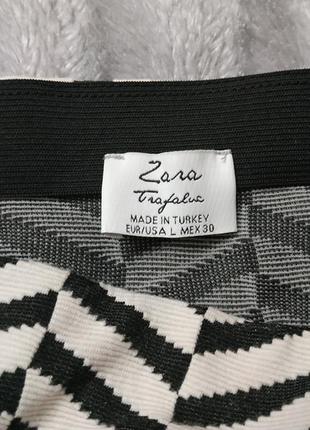 Zara
Trafaluc
MADE IN TURKEY
EUR/USA L MEX 30